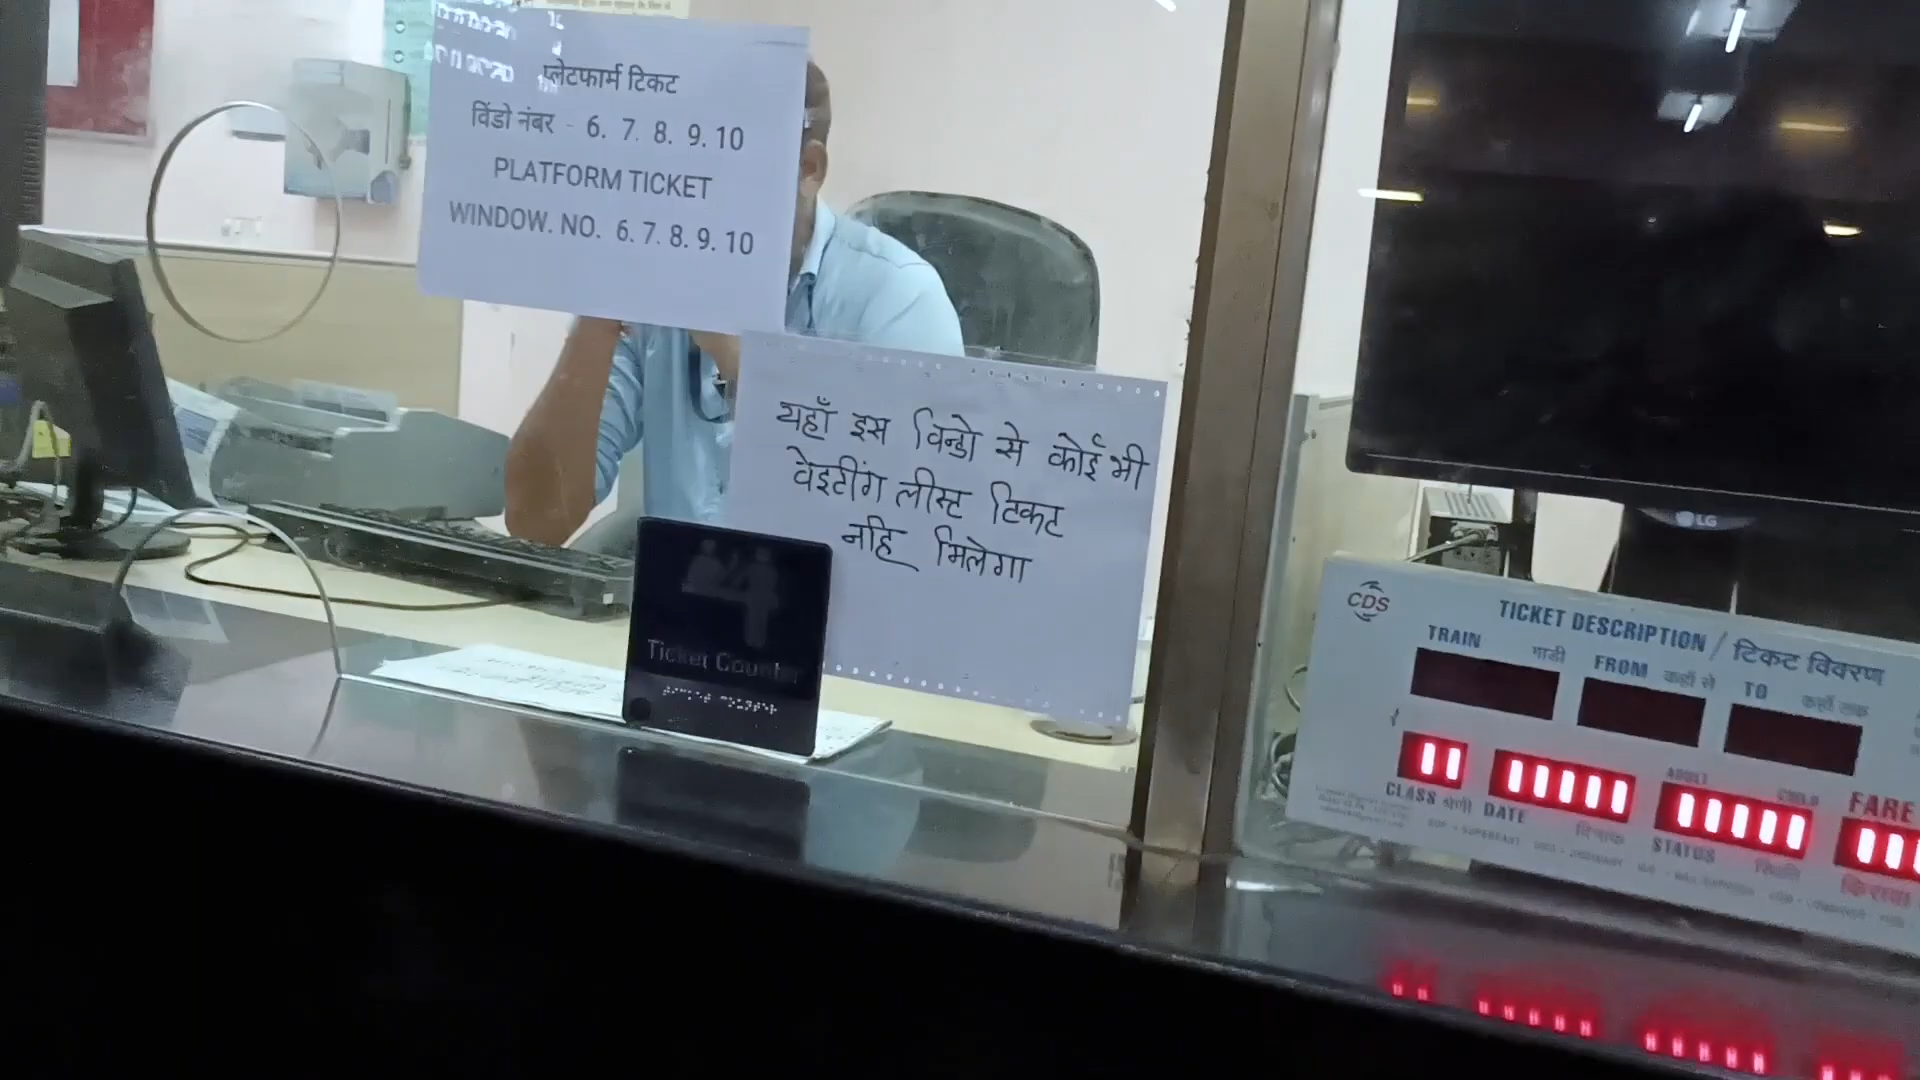 प्लेटफार्म टिकट
विंडो नंबर - 6. 7. 8. 9. 10
PLATFORM TICKET
WINDOW. NO. 6. 7. 8. 9. 10
यहाँ इस विन्डो से कोई भी
वेइटींग लीस्ट टिकट
नहि मिलेगा
Ticket Counter
LG
CDS
TICKET DESCRIPTION / टिकट विवरण
TRAIN गाडी FROM कहाँ से TO कहाँ तक
ADULT CHILD
CLASS श्रेणी DATE दिनांक STATUS स्थिति FARE किराया